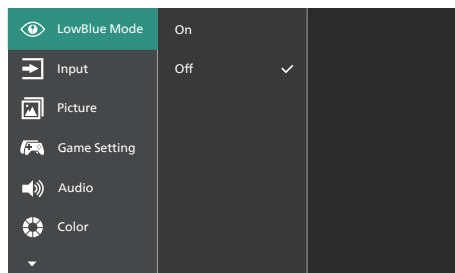 LowBlue Mode
On
Input
Off
Picture
Game Setting
Audio
Color